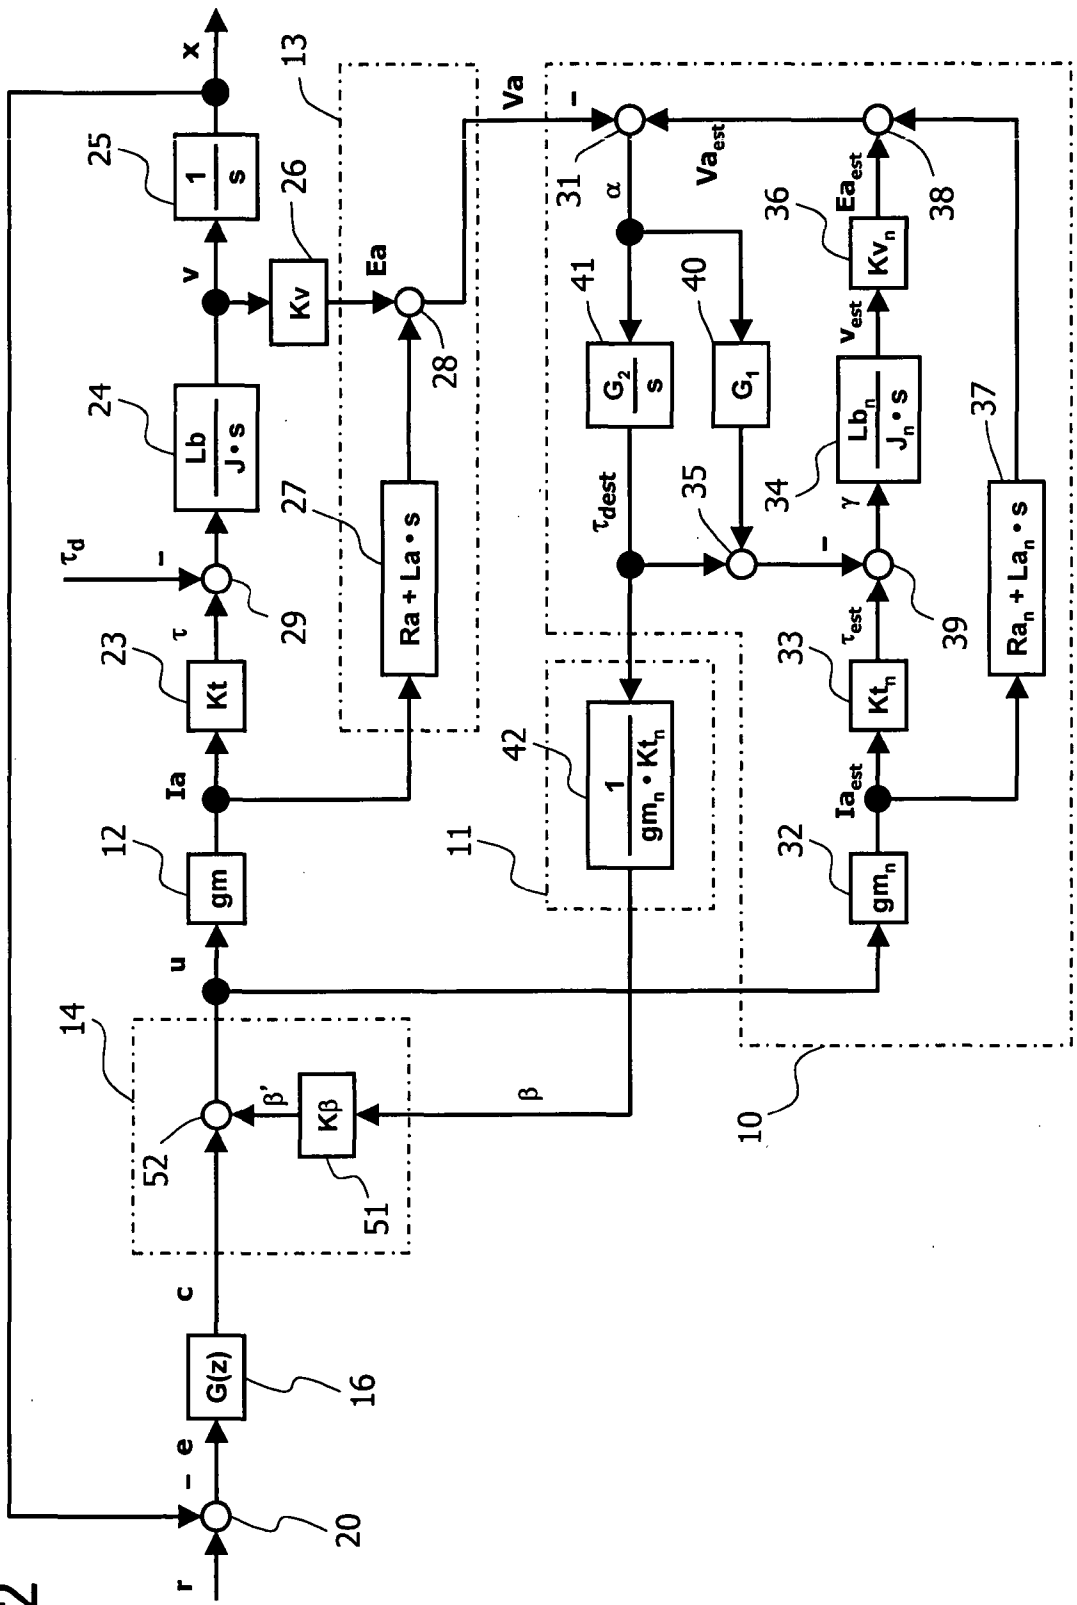 2
r
−
e
20
G(z)
16
c
14
52
β'
Kβ
51
β
u
gm
12
Ia
Kt
23
τ
τd
−
29
Lb
J•s
24
v
1
s
25
x
Kv
26
Ea
13
28
Ra + La•s
27
Va
−
31
α
Vaest
G2
s
41
G1
40
τdest
35
−
1
gmn•Ktn
42
11
10
gmn
32
Iaest
Ktn
33
τest
39
γ
Lbn
Jn•s
34
vest
Kvn
36
Eaest
38
Ran + Lan•s
37